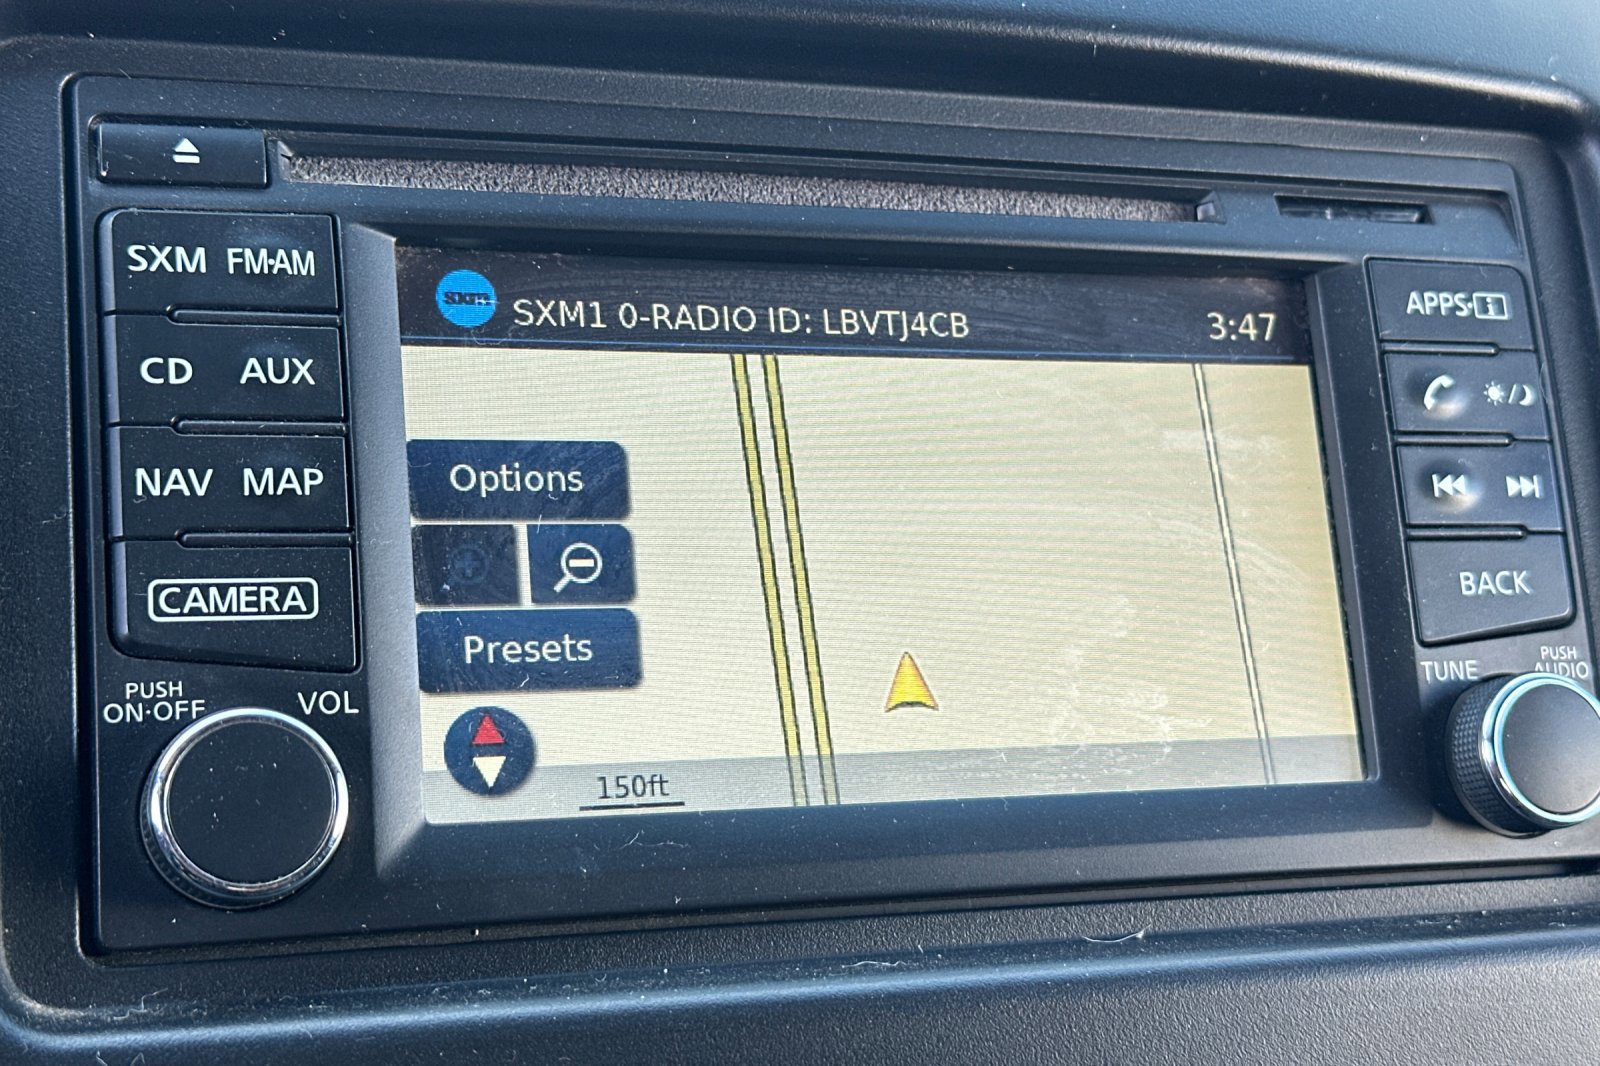 SXM FM·AM
SXM1 0-RADIO ID: LBVTJ4CB
3:47
APPS·i
CD AUX
NAV MAP
Options
Presets
CAMERA
BACK
PUSH
ON·OFF
VOL
150ft
TUNE
PUSH
AUDIO